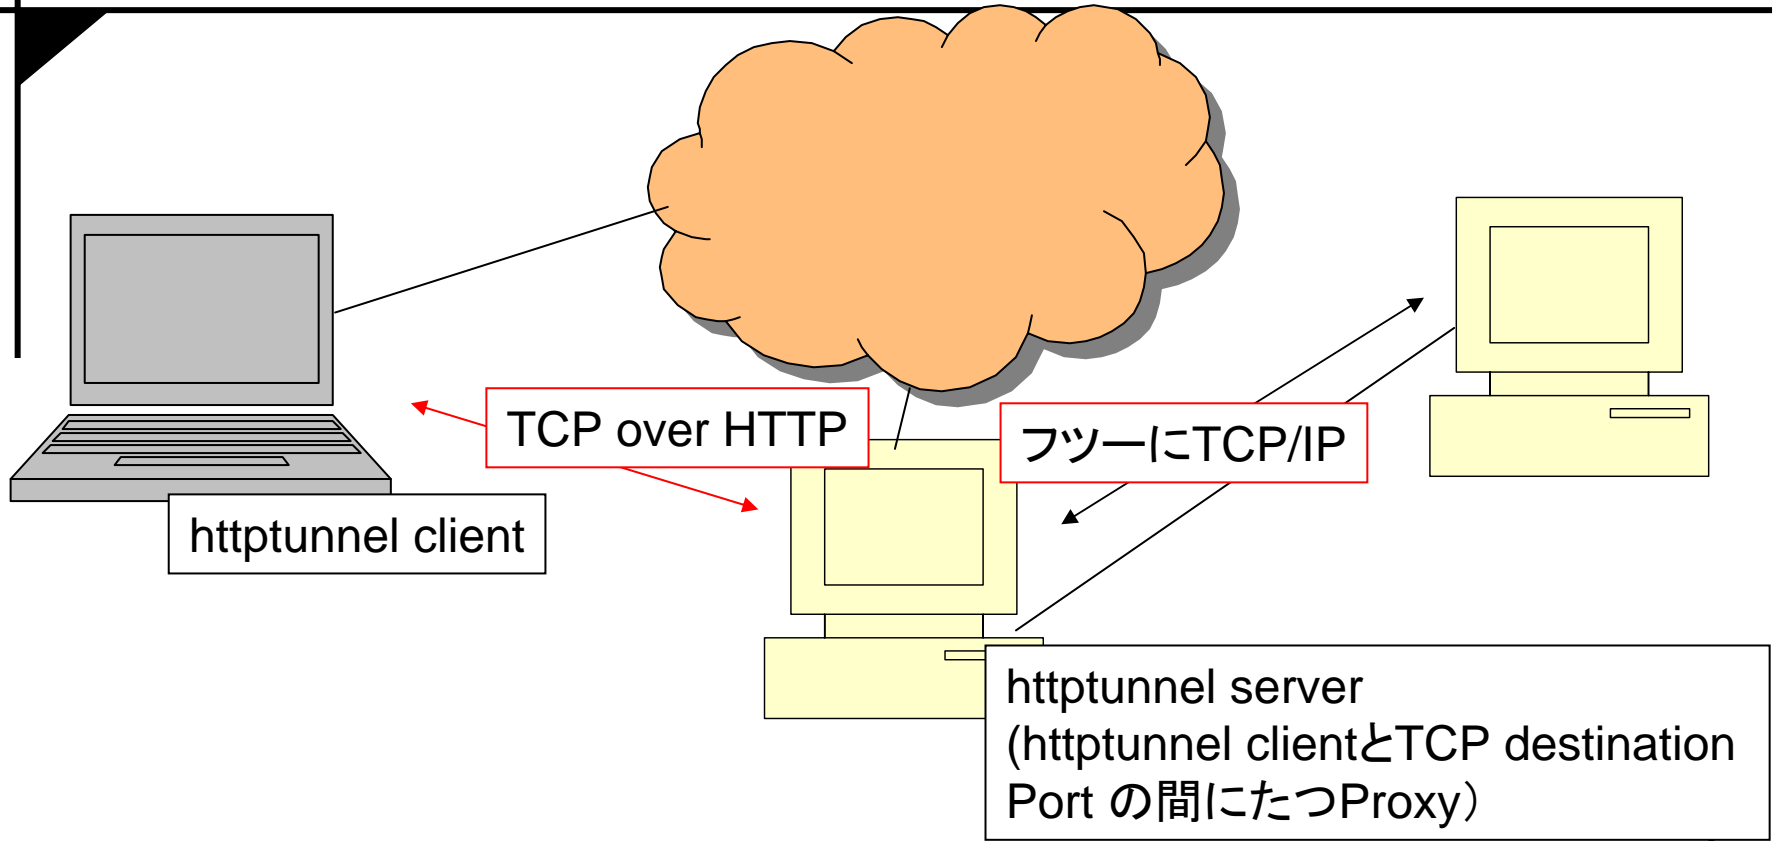 TCP over HTTP
フツーにTCP/IP
httptunnel client
httptunnel server
(httptunnel clientとTCP destination
Port の間にたつProxy）